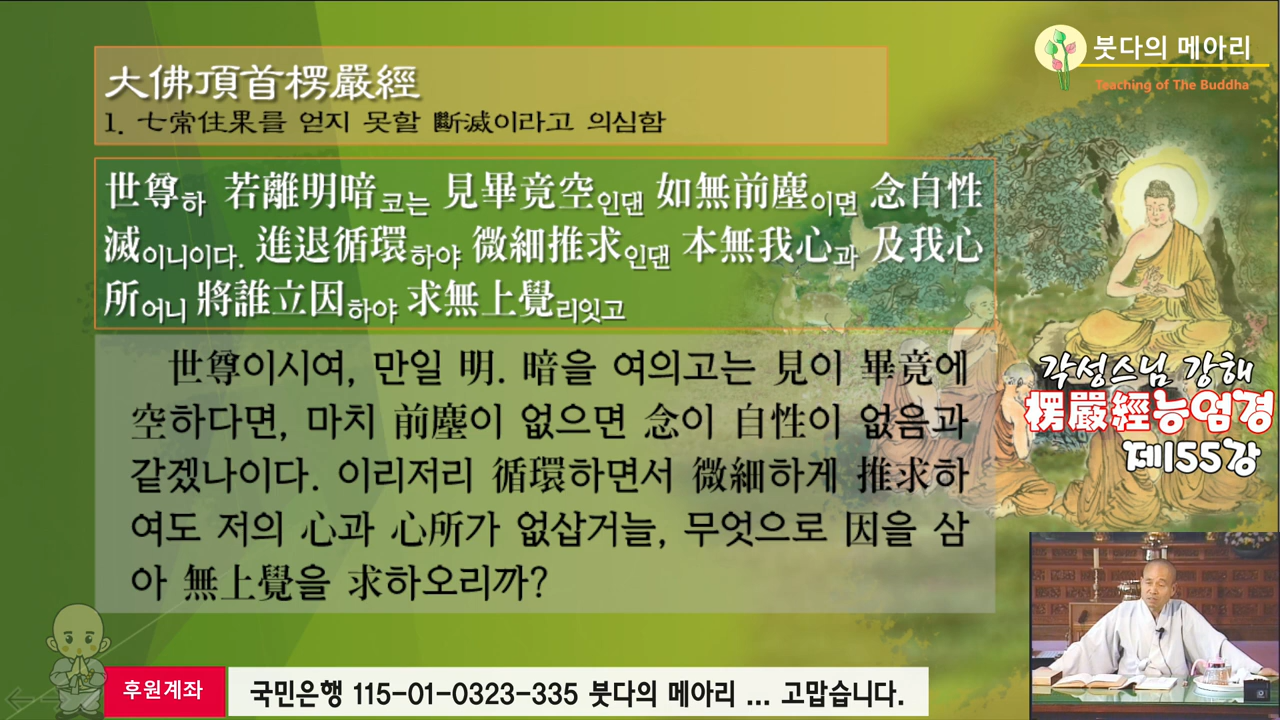 大佛頂首楞嚴經
1. 七常住果를 얻지 못할 斷滅이라고 의심함
世尊하 若離明暗코는 見畢竟空인댄 如無前塵이면 念自性
滅이니이다. 進退循環하야 微細推求인댄 本無我心과 及我心
所어니 將誰立因하야 求無上覺리잇고
世尊이시여, 만일 明. 暗을 여의고는 見이 畢竟에
空하다면, 마치 前塵이 없으면 念이 自性이 없음과
같겠나이다. 이리저리 循環하면서 微細하게 推求하
여도 저의 心과 心所가 없삽거늘, 무엇으로 因을 삼
아 無上覺을 求하오리까?
붓다의 메아리
Teaching of The Buddha
각성스님 강해
楞嚴經능엄경
제155강
후원계좌
국민은행 115-01-0323-335 붓다의 메아리 ... 고맙습니다.